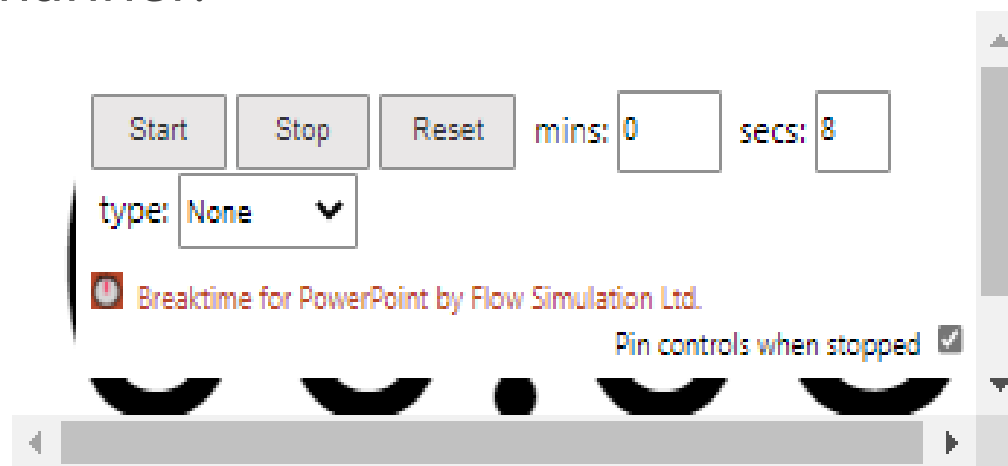 Start Stop Reset mins: 0 secs: 8
type: None
Breaktime for PowerPoint by Flow Simulation Ltd.
Pin controls when stopped